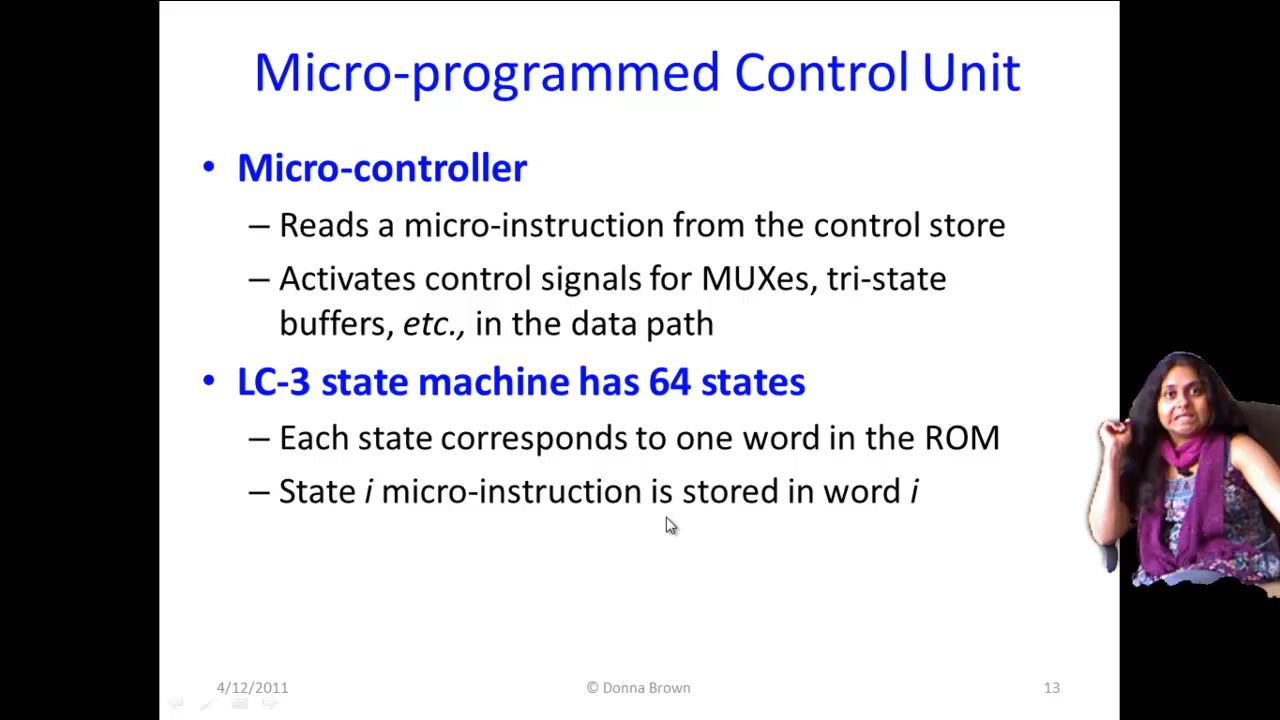 Micro-programmed Control Unit
• Micro-controller
– Reads a micro-instruction from the control store
– Activates control signals for MUXes, tri-state
buffers, etc., in the data path
• LC-3 state machine has 64 states
– Each state corresponds to one word in the ROM
– State i micro-instruction is stored in word i
4/12/2011
© Donna Brown
13